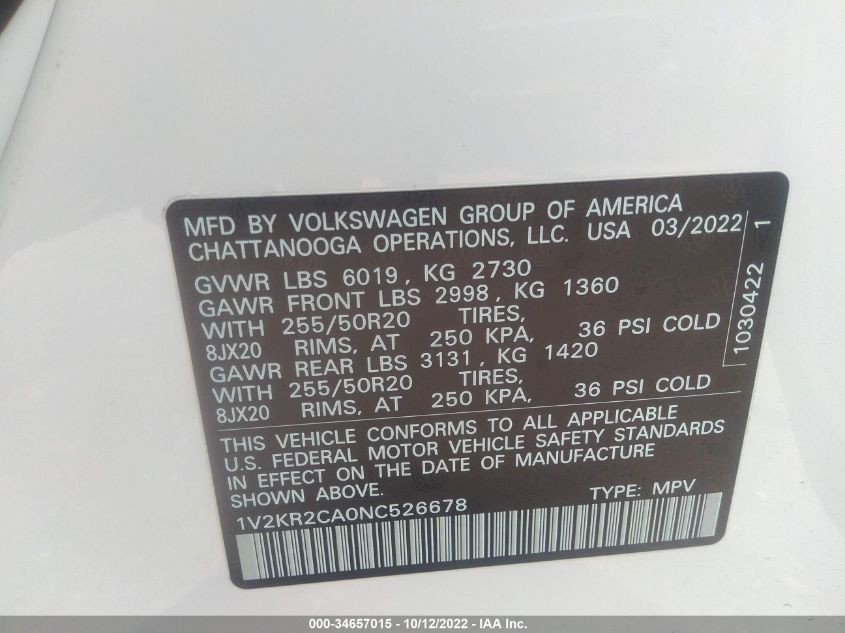 MFD BY VOLKSWAGEN GROUP OF AMERICA
CHATTANOOGA OPERATIONS, LLC. USA 03/2022 1
GVWR LBS 6019, KG 2730
GAWR FRONT LBS 2998, KG 1360
WITH 255/50R20 TIRES,
8JX20 RIMS, AT 250 KPA, 36 PSI COLD
GAWR REAR LBS 3131, KG 1420
WITH 255/50R20 TIRES,
8JX20 RIMS, AT 250 KPA, 36 PSI COLD
1030422
THIS VEHICLE CONFORMS TO ALL APPLICABLE
U.S. FEDERAL MOTOR VEHICLE SAFETY STANDARDS
IN EFFECT ON THE DATE OF MANUFACTURE
SHOWN ABOVE.
1V2KR2CA0NC526678 TYPE: MPV
000-34657015 - 10/12/2022 - IAA Inc.